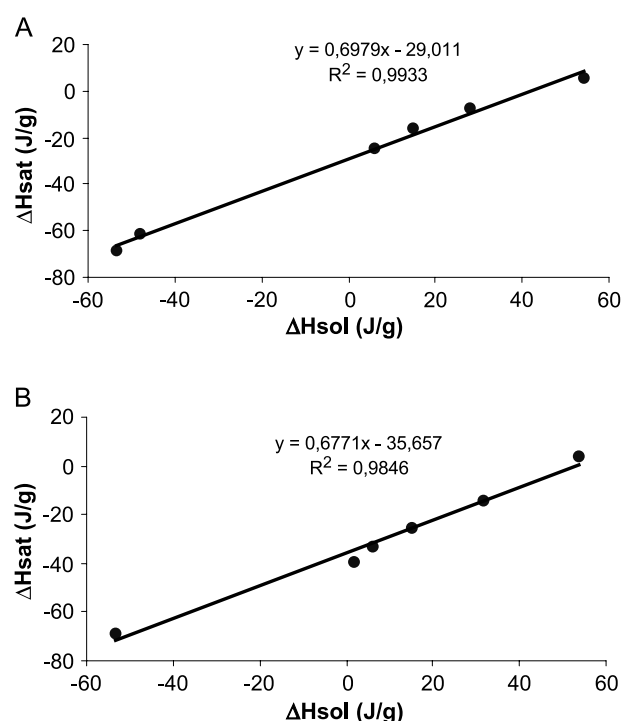 A
y = 0,6979x - 29,011
R² = 0,9933
20
0
-20
-40
-60
-80
ΔHsat (J/g)
-60 -40 -20 0 20 40 60
ΔHsol (J/g)
B
y = 0,6771x - 35,657
R² = 0,9846
20
0
-20
-40
-60
-80
ΔHsat (J/g)
-60 -40 -20 0 20 40 60
ΔHsol (J/g)